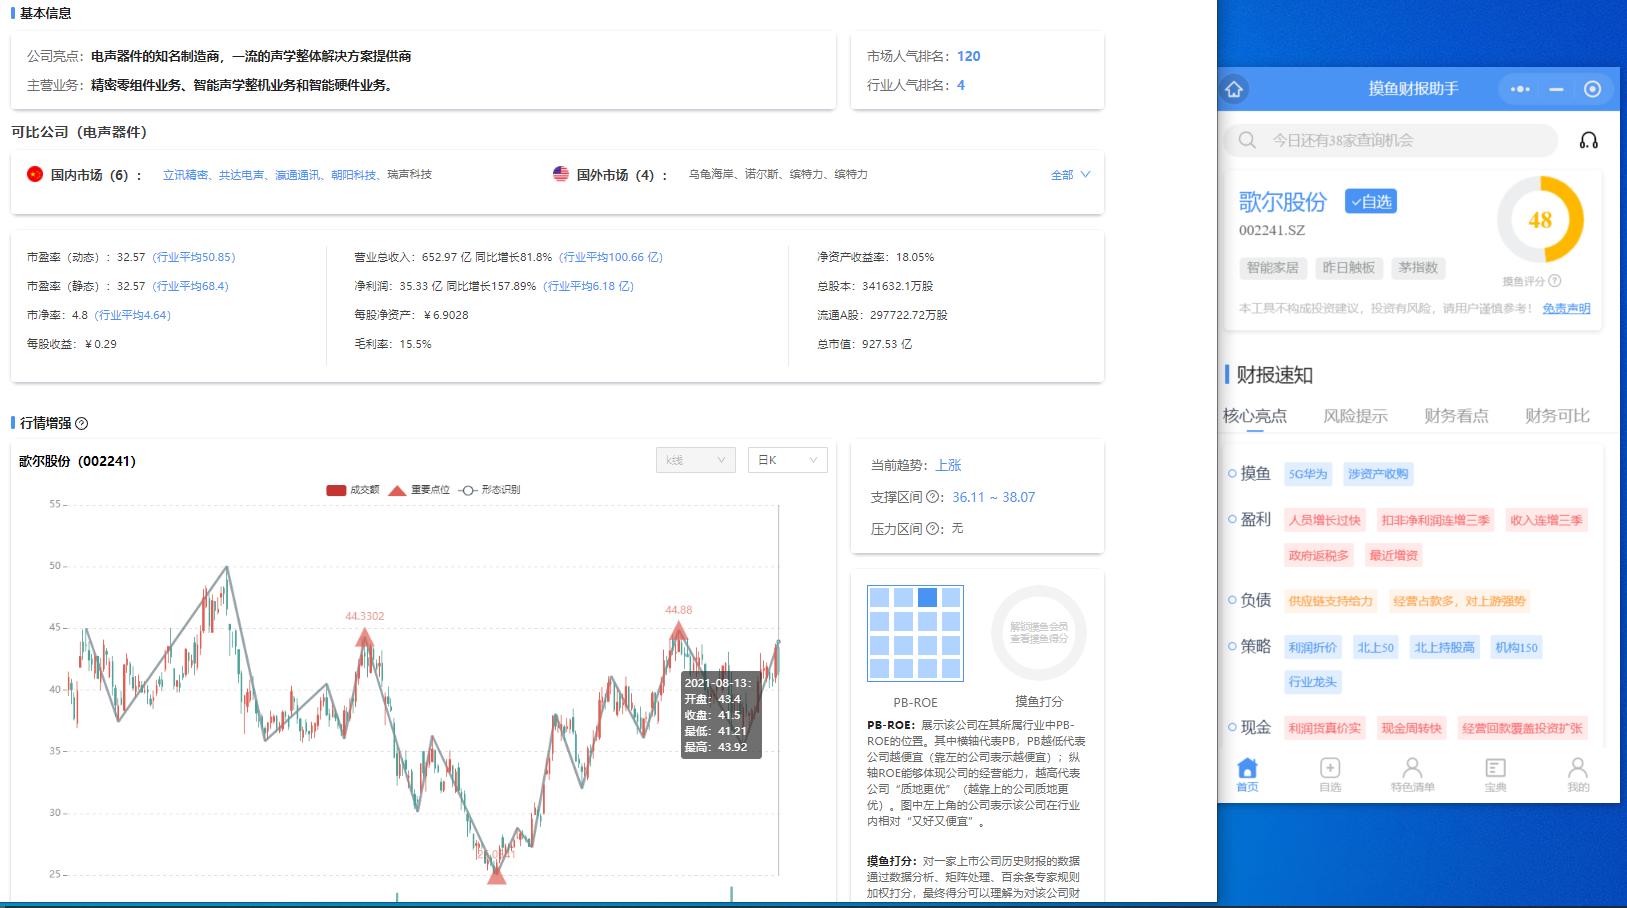 基本信息
公司亮点：电声器件的知名制造商，一流的声学整体解决方案提供商
主营业务：精密零组件业务、智能声学整机业务和智能硬件业务。
市场人气排名：120
行业人气排名：4
可比公司（电声器件）
国内市场（6）： 立讯精密、共达电声、瀛通通讯、朝阳科技、瑞声科技
国外市场（4）： 乌龟海岸、诺尔斯、缤特力、缤特力
全部
市盈率（动态）：32.57（行业平均50.85）
市盈率（静态）：32.57（行业平均68.4）
市净率：4.8（行业平均4.64）
每股收益：￥0.29
营业总收入：652.97 亿 同比增长81.8%（行业平均100.66 亿）
净利润：35.33 亿 同比增长157.89%（行业平均6.18 亿）
每股净资产：￥6.9028
毛利率：15.5%
净资产收益率：18.05%
总股本：341632.1万股
流通A股：297722.72万股
总市值：927.53 亿
行情增强
歌尔股份（002241）
k线
日K
成交额 重要点位 形态识别
55
50
45
40
35
30
25
44.3302
44.88
2021-08-13：
开盘：43.4
收盘：41.5
最低：41.21
最高：43.92
当前趋势：上涨
支撑区间?：36.11 ~ 38.07
压力区间?：无
解锁摸鱼会员
查看摸鱼得分
PB-ROE
摸鱼打分
PB-ROE：展示该公司在其所属行业中PB-
ROE的位置。其中横轴代表PB，PB越低代表
公司越便宜（靠左的公司表示越便宜）；纵
轴ROE能够体现公司的经营能力，越高代表
公司“质地更优”（越靠上的公司质地更
优）。图中左上角的公司表示该公司在行业
内相对“又好又便宜”。
摸鱼打分：对一家上市公司历史财报的数据
通过数据分析、矩阵处理、百余条专家规则
加权打分，最终得分可以理解为对该公司财
摸鱼财报助手
今日还有38家查询机会
歌尔股份 自选
002241.SZ
智能家居 昨日触板 茅指数
48
摸鱼评分?
本工具不构成投资建议，投资有风险，请用户谨慎参考！ 免责声明
财报速知
核心亮点 风险提示 财务看点 财务可比
摸鱼 5G华为 涉资产收购
盈利 人员增长过快 扣非净利润连增三季 收入连增三季
政府返税多 最近增资
负债 供应链支持给力 经营占款多，对上游强势
策略 利润折价 北上50 北上持股高 机构150
行业龙头
现金 利润货真价实 现金周转快 经营回款覆盖投资扩张
首页 自选 特色清单 宝典 我的